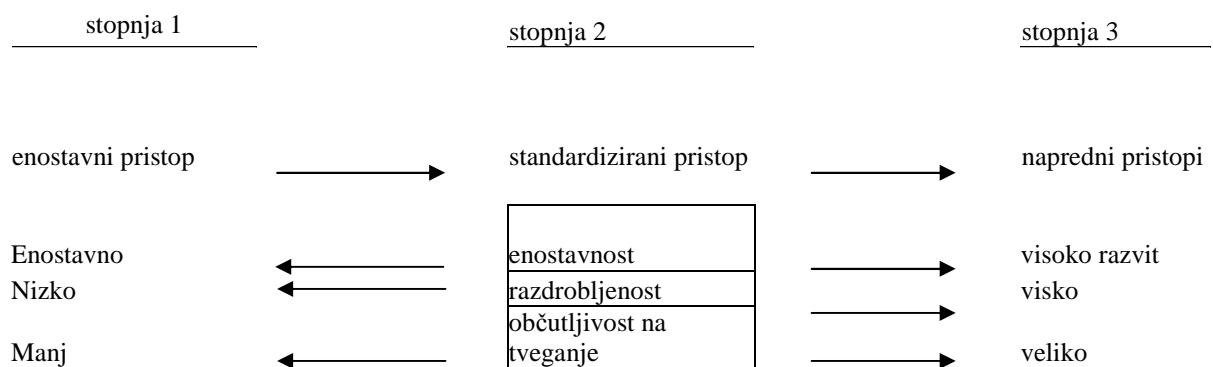 stopnja 1 stopnja 2 stopnja 3
enostavni pristop standardizirani pristop napredni pristopi
Enostavno enostavnost visoko razvit
Nizko razdrobljenost visko
občutljivost na
Manj tveganje veliko